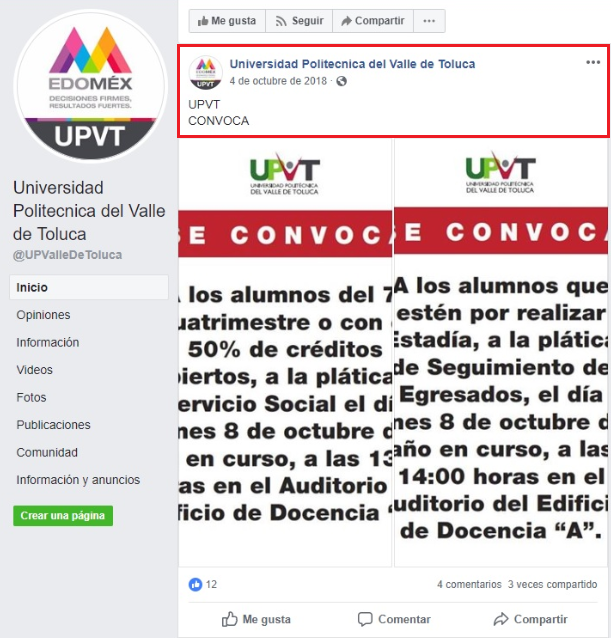 EDOMÉX
DECISIONES FIRMES,
RESULTADOS FUERTES.
UPVT
Universidad
Politecnica del Valle
de Toluca
@UPValleDeToluca
Inicio
Opiniones
Información
Videos
Fotos
Publicaciones
Comunidad
Información y anuncios
Crear una página
Me gusta
Seguir
Compartir
Universidad Politecnica del Valle de Toluca
4 de octubre de 2018
UPVT
CONVOCA
UPVT
UNIVERSIDAD POLITECNICA
DEL VALLE DE TOLUCA
E CONVOCA
A los alumnos del 7
uatrimestre o con
50% de créditos
biertos, a la plática
ervicio Social el dí
nes 8 de octubre d
en curso, a las 13
as en el Auditorio
ificio de Docencia “
UPVT
UNIVERSIDAD POLITECNICA
DEL VALLE DE TOLUCA
E CONVOCA
A los alumnos que
estén por realizar
Estadía, a la plática
de Seguimiento de
Egresados, el día
nes 8 de octubre d
año en curso, a las
14:00 horas en el
uditorio del Edifici
de Docencia “A”.
12
4 comentarios 3 veces compartido
Me gusta
Comentar
Compartir